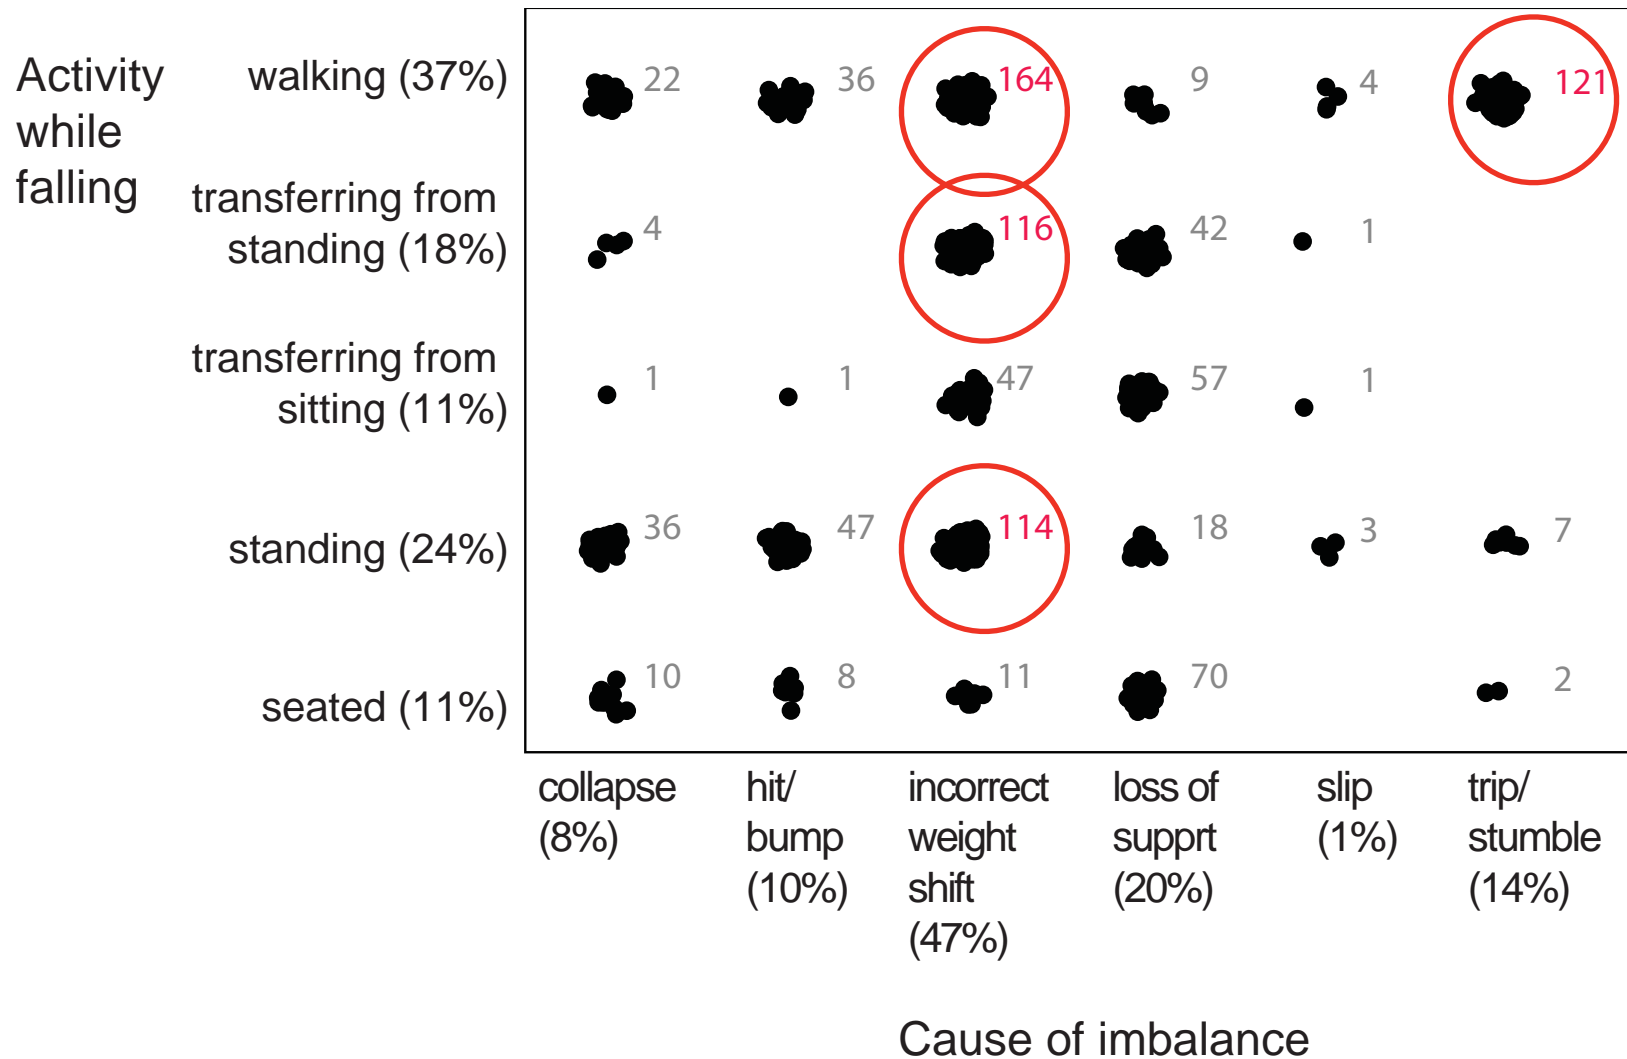 Activity
while
falling
walking (37%)
22 36 164 9 4 121
transferring from
standing (18%)
4 116 42 1
transferring from
sitting (11%)
1 1 47 57 1
standing (24%)
36 47 114 18 3 7
seated (11%)
10 8 11 70 2
collapse
(8%)
hit/
bump
(10%)
incorrect
weight
shift
(47%)
loss of
supprt
(20%)
slip
(1%)
trip/
stumble
(14%)
Cause of imbalance